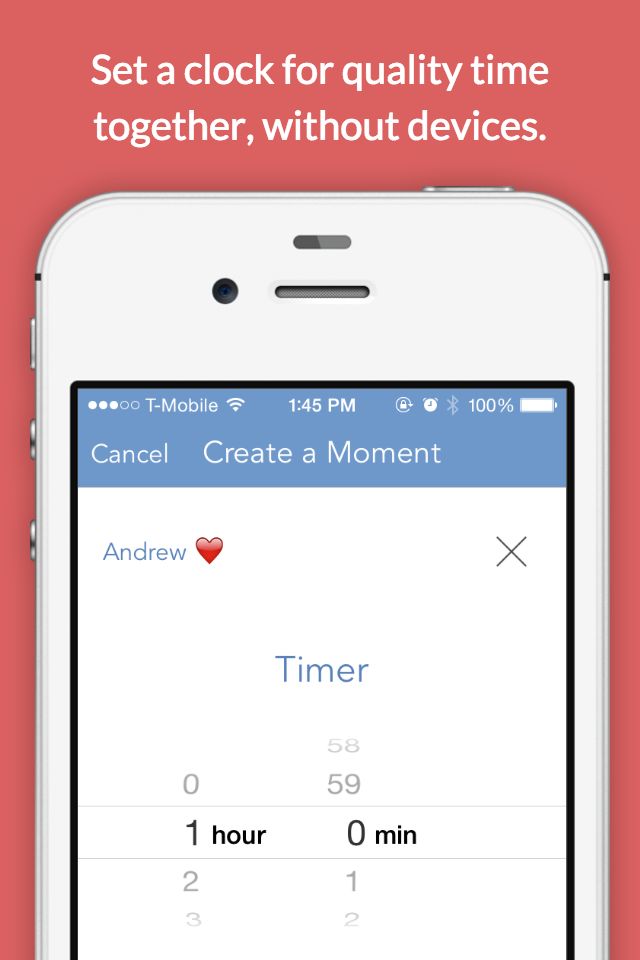 Set a clock for quality time
together, without devices.
T-Mobile 1:45 PM 100%
Cancel Create a Moment
Andrew ❤️
Timer
58
0 59
1 hour 0 min
2 1
3 2